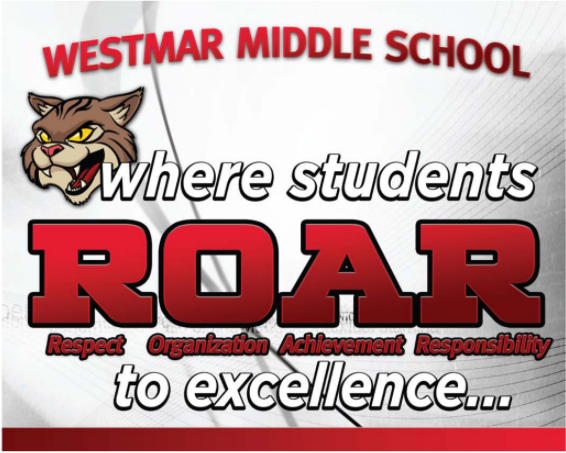 WESTMAR MIDDLE SCHOOL
where students
ROAR
Respect Organization Achievement Responsibility
to excellence...